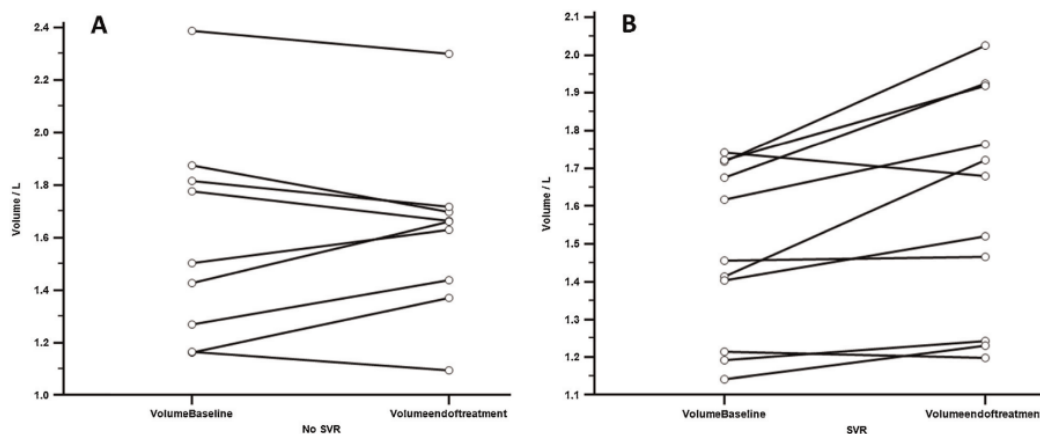 A
2.4
2.2
2.0
1.8
1.6
1.4
1.2
1.0
Volume / L
VolumeBaseline
Volumeendoftreatment
No SVR
B
2.1
2.0
1.9
1.8
1.7
1.6
1.5
1.4
1.3
1.2
1.1
Volume / L
VolumeBaseline
Volumeendoftreatment
SVR